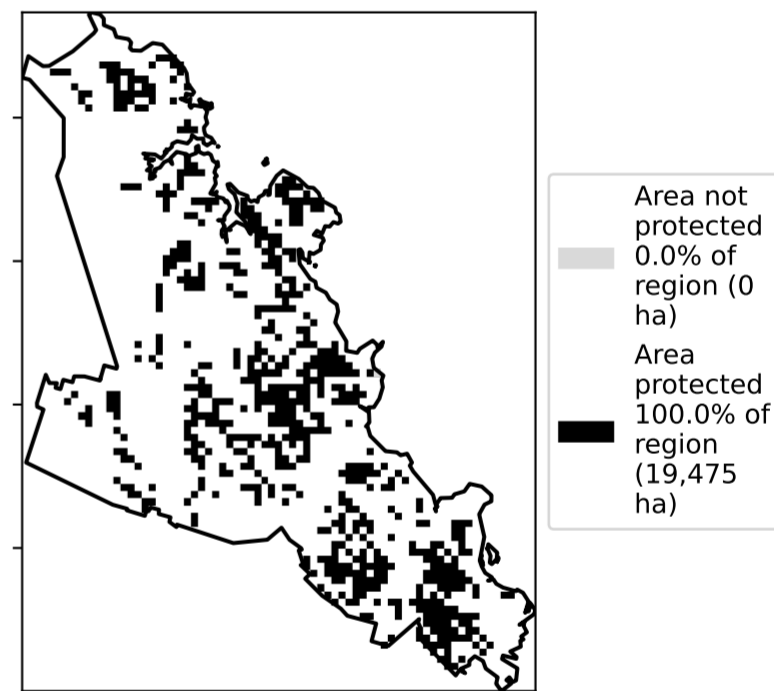 Area not
protected
0.0% of
region (0
ha)
Area
protected
100.0% of
region
(19,475
ha)